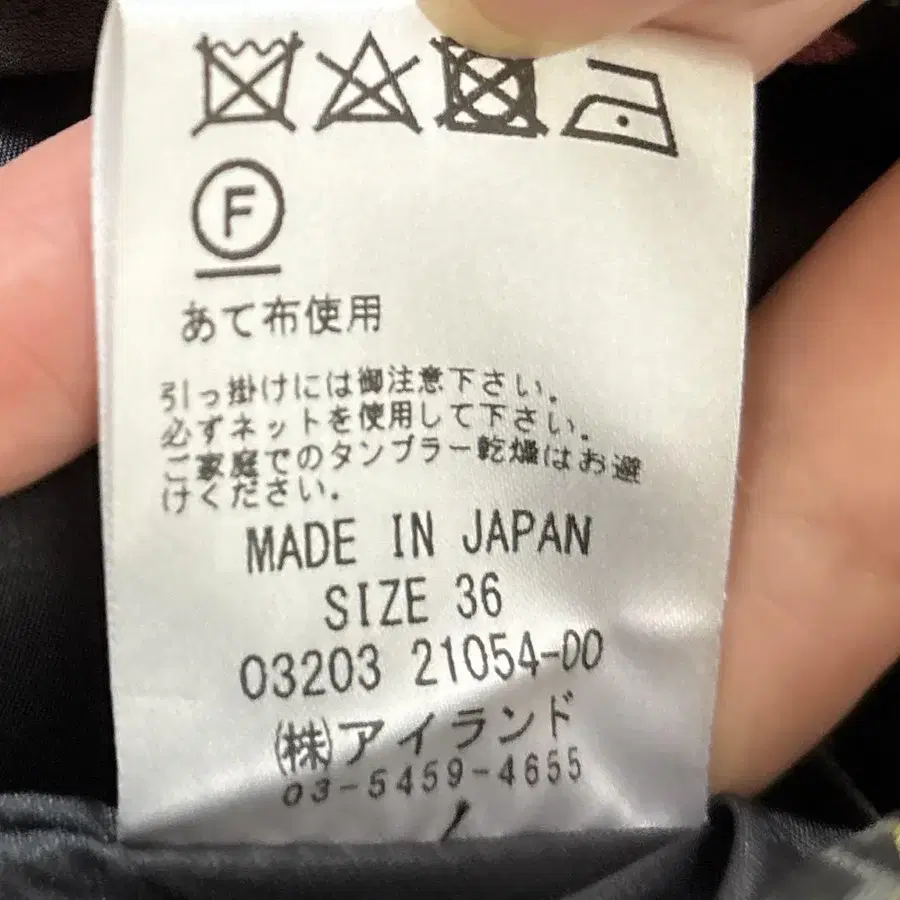 F
あて布使用
引っ掛けには御注意下さい.
必ずネットを使用して下さい.
ご家庭でのタンブラー乾燥はお避
けください.
MADE IN JAPAN
SIZE 36
03203 21054-00
㈱アイランド
03-5459-4655